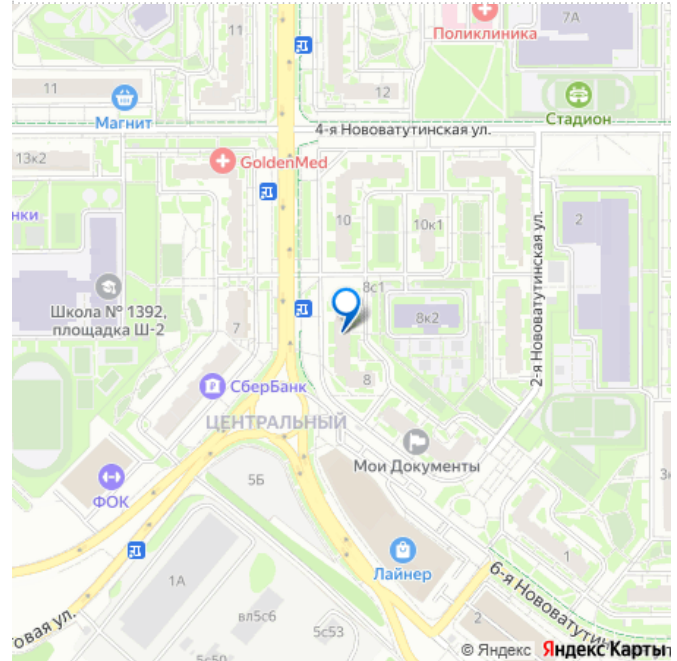 Поликлиника
7А
11
11
12
Магнит
Стадион
4-я Нововатутинская ул.
13к2
GoldenMed
нки
10
10к1
2
2-я Нововатутинская ул.
8с1
Школа № 1392,
площадка Ш-2
7
8к2
СберБанк
8
ЦЕНТРАЛЬНЫЙ
Мои Документы
5Б
ФОК
1
1А
Лайнер
6-я Нововатутин
вл5с6
5с53
2
товая ул.
5с50
© Яндекс Яндекс Карты